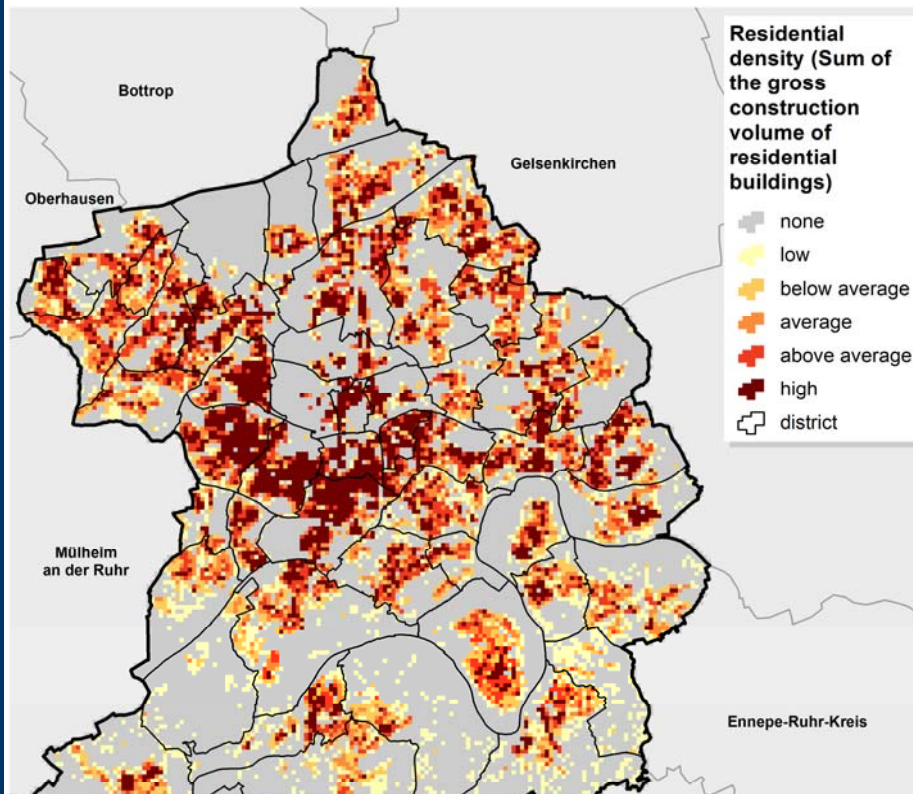 Bottrop
Gelsenkirchen
Oberhausen
Mülheim
an der Ruhr
Ennepe-Ruhr-Kreis
Residential
density (Sum of
the gross
construction
volume of
residential
buildings)
none
low
below average
average
above average
high
district